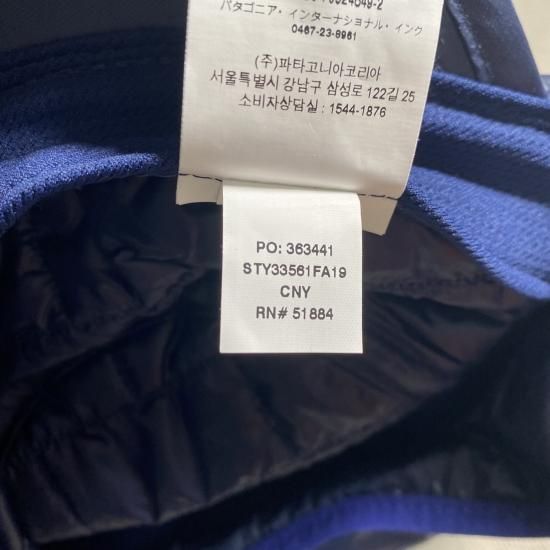 パタゴニア・インターナショナル・インク
0467-23-8961
(주)파타고니아코리아
서울특별시 강남구 삼성로 122길 25
소비자상담실 : 1544-1876
PO: 363441
STY33561FA19
CNY
RN# 51884